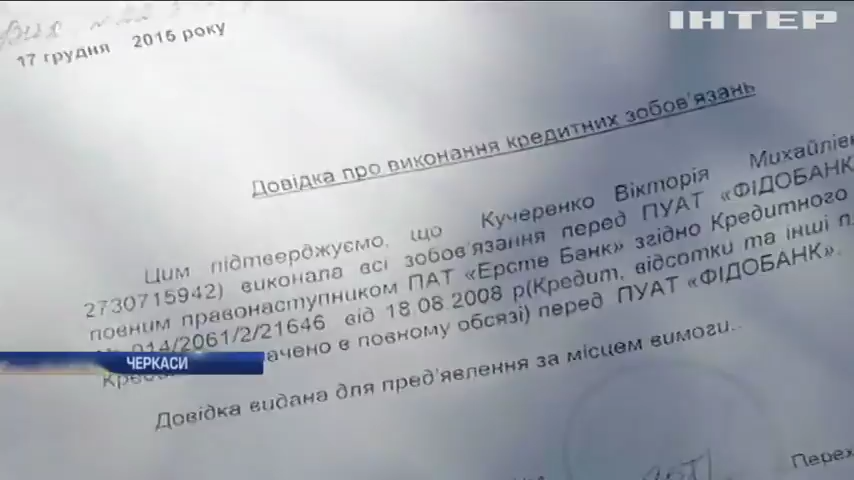 ІНТЕР
17 грудня 2015 року
Довідка про виконання кредитних зобов'язань
Цим підтверджуємо, що Кучеренко Вікторія Михайлівн
2730715942) виконала всі зобов'язання перед ПУАТ «ФІДОБАНК
повним правонаступником ПАТ «Ерсте Банк» згідно Кредитного
014/2061/2/21646 від 18.08.2008 р(Кредит, відсотки та інші п
ачено в повному обсязі) перед ПУАТ «ФІДОБАНК».
ЧЕРКАСИ
Довідка видана для пред'явлення за місцем вимоги..
Перех